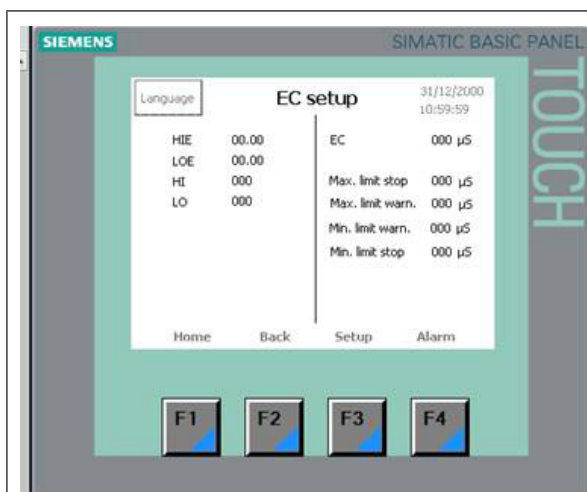 SIEMENS
SIMATIC BASIC PANEL
TOUCH
Language
EC setup
31/12/2000
10:59:59
HIE 00.00
LOE 00.00
HI 000
LO 000
EC 000 µS
Max. limit stop 000 µS
Max. limit warn. 000 µS
Min. limit warn. 000 µS
Min. limit stop 000 µS
Home Back Setup Alarm
F1 F2 F3 F4